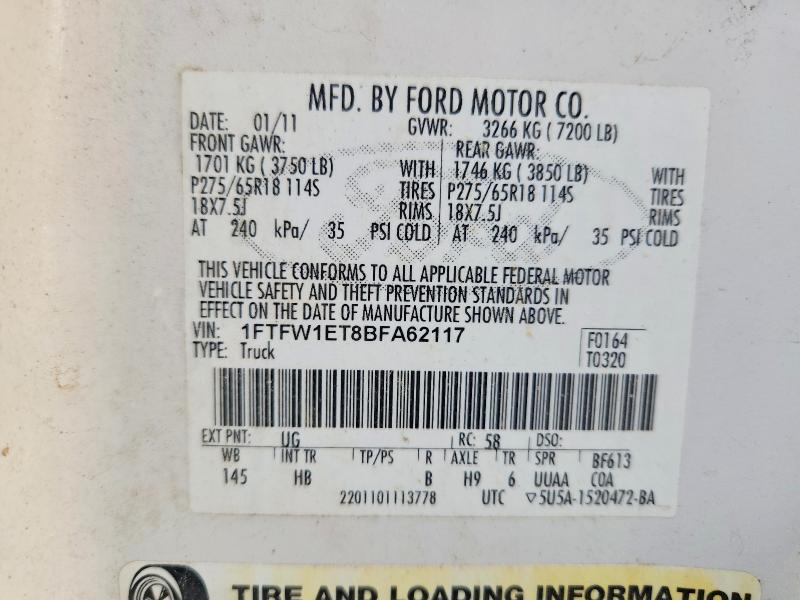 MFD. BY FORD MOTOR CO.
DATE: 01/11 GVWR: 3266 KG ( 7200 LB)
FRONT GAWR: REAR GAWR:
1701 KG ( 3750 LB) WITH 1746 KG ( 3850 LB) WITH
P275/65R18 114S TIRES P275/65R18 114S TIRES
18X7.5J RIMS 18X7.5J RIMS
AT 240 kPa/ 35 PSI COLD AT 240 kPa/ 35 PSI COLD
THIS VEHICLE CONFORMS TO ALL APPLICABLE FEDERAL MOTOR
VEHICLE SAFETY AND THEFT PREVENTION STANDARDS IN
EFFECT ON THE DATE OF MANUFACTURE SHOWN ABOVE.
VIN: 1FTFW1ET8BFA62117 F0164
TYPE: Truck T0320
EXT PNT: UG RC: 58 DSO:
WB INT TR TP/PS R AXLE TR SPR BF613
145 HB B H9 6 UUAA COA
2201101113778 UTC ▽5U5A-1520472-BA
TIRE AND LOADING INFORMATION